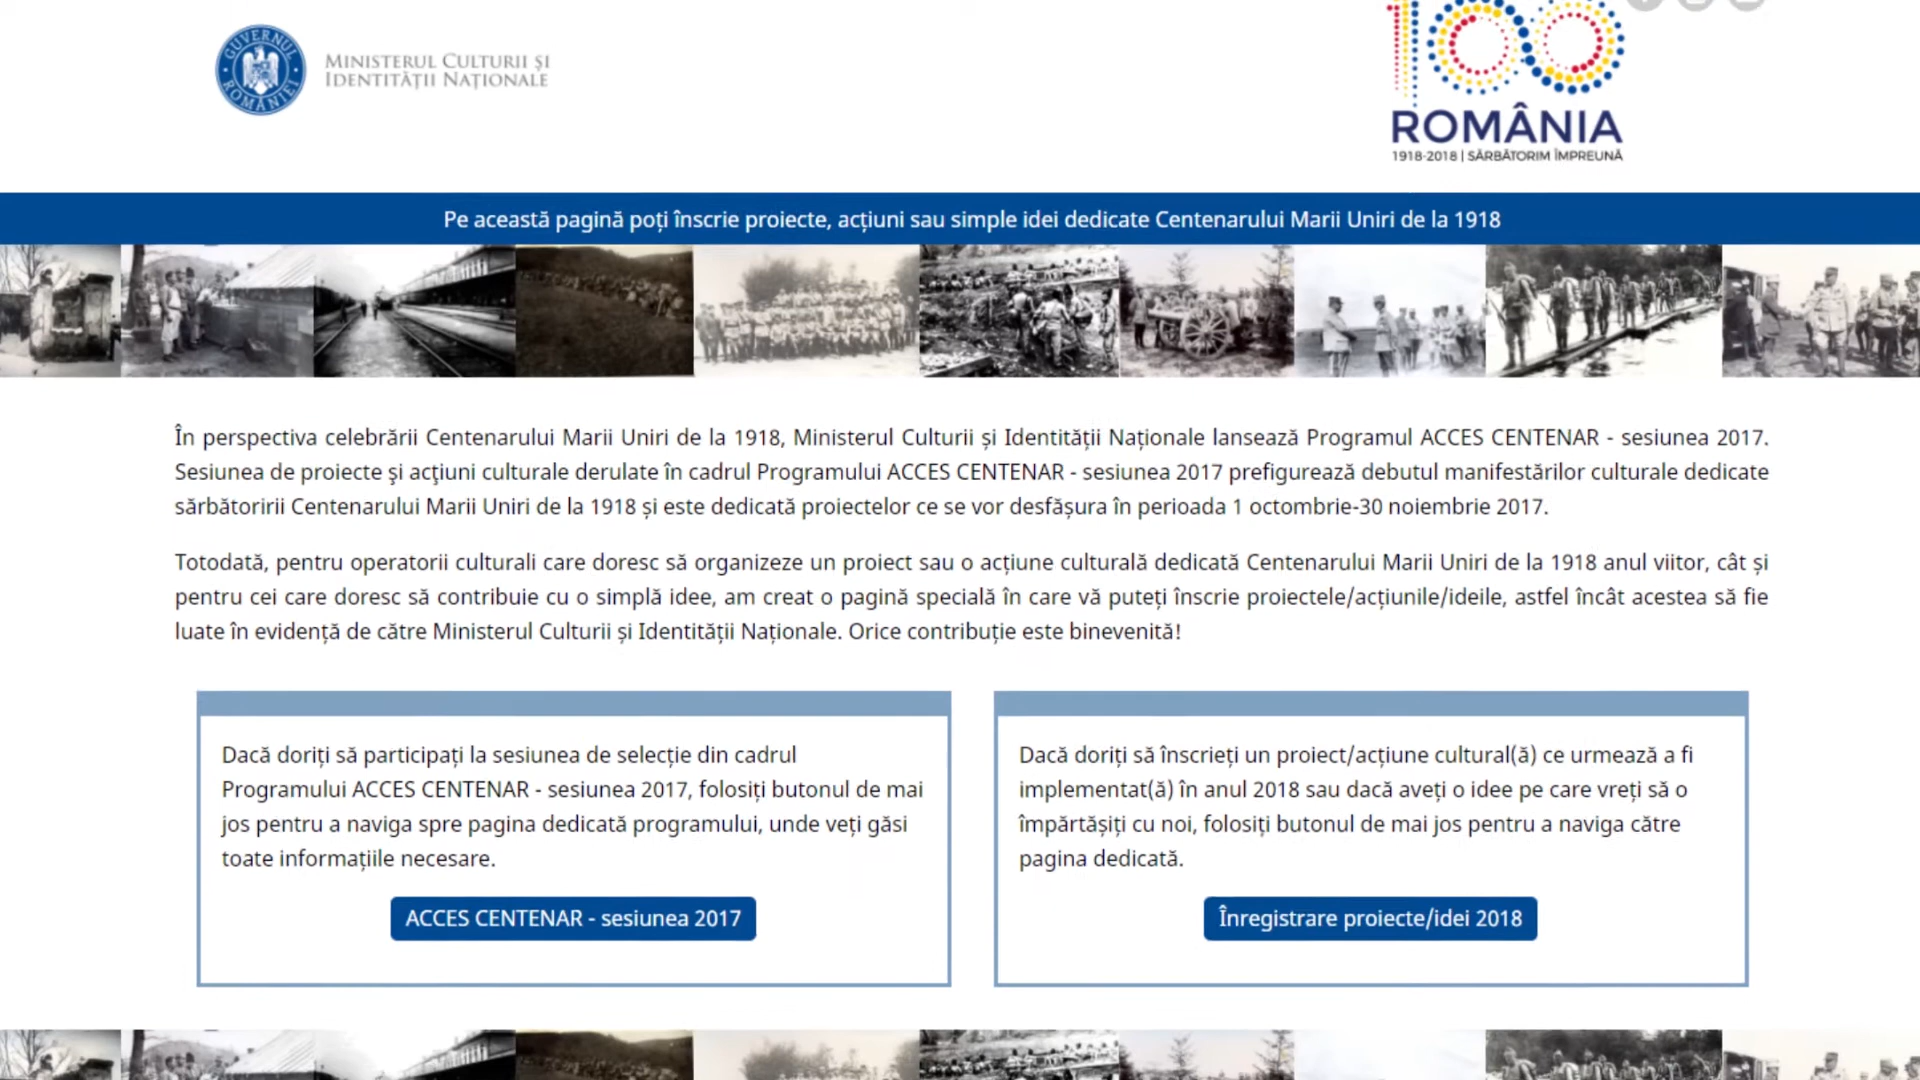 GUVERNUL ROMÂNIEI
MINISTERUL CULTURII ȘI
IDENTITĂȚII NAȚIONALE
100
ROMÂNIA
1918-2018 | SĂRBĂTORIM ÎMPREUNĂ
Pe această pagină poți înscrie proiecte, acțiuni sau simple idei dedicate Centenarului Marii Uniri de la 1918
În perspectiva celebrării Centenarului Marii Uniri de la 1918, Ministerul Culturii și Identității Naționale lansează Programul ACCES CENTENAR - sesiunea 2017.
Sesiunea de proiecte şi acţiuni culturale derulate în cadrul Programului ACCES CENTENAR - sesiunea 2017 prefigurează debutul manifestărilor culturale dedicate
sărbătoririi Centenarului Marii Uniri de la 1918 și este dedicată proiectelor ce se vor desfășura în perioada 1 octombrie-30 noiembrie 2017.
Totodată, pentru operatorii culturali care doresc să organizeze un proiect sau o acțiune culturală dedicată Centenarului Marii Uniri de la 1918 anul viitor, cât și
pentru cei care doresc să contribuie cu o simplă idee, am creat o pagină specială în care vă puteți înscrie proiectele/acțiunile/ideile, astfel încât acestea să fie
luate în evidență de către Ministerul Culturii și Identității Naționale. Orice contribuție este binevenită!
Dacă doriți să participați la sesiunea de selecție din cadrul
Programului ACCES CENTENAR - sesiunea 2017, folosiți butonul de mai
jos pentru a naviga spre pagina dedicată programului, unde veți găsi
toate informațiile necesare.
ACCES CENTENAR - sesiunea 2017
Dacă doriți să înscrieți un proiect/acțiune cultural(ă) ce urmează a fi
implementat(ă) în anul 2018 sau dacă aveți o idee pe care vreți să o
împărtășiți cu noi, folosiți butonul de mai jos pentru a naviga către
pagina dedicată.
Înregistrare proiecte/idei 2018